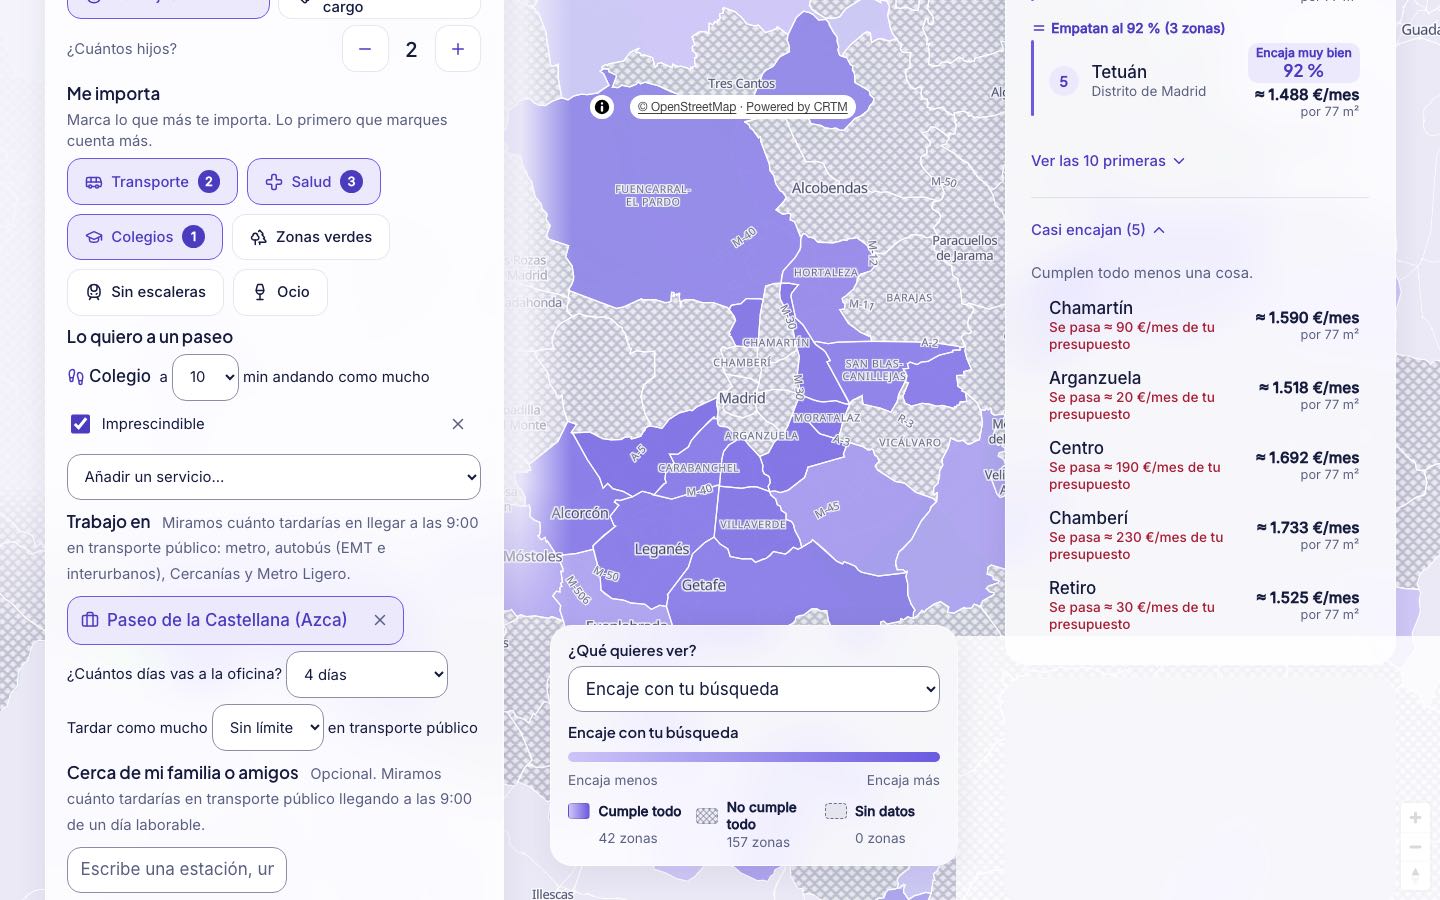 cargo
¿Cuántos hijos?
2
Me importa
Marca lo que más te importa. Lo primero que marques
cuenta más.
Transporte 2
Salud 3
Colegios 1
Zonas verdes
Sin escaleras
Ocio
Lo quiero a un paseo
Colegio a 10 min andando como mucho
Imprescindible
Añadir un servicio...
Trabajo en Miramos cuánto tardarías en llegar a las 9:00
en transporte público: metro, autobús (EMT e
interurbanos), Cercanías y Metro Ligero.
Paseo de la Castellana (Azca)
¿Cuántos días vas a la oficina? 4 días
Tardar como mucho Sin límite en transporte público
Cerca de mi familia o amigos Opcional. Miramos
cuánto tardarías en transporte público llegando a las 9:00
de un día laborable.
Escribe una estación, ur
Tres Cantos
© OpenStreetMap · Powered by CRTM
FUENCARRAL-
EL PARDO
Alcobendas
M-50
M-40
M-12
Paracuellos
de Jarama
HORTALEZA
BARAJAS
M-11
M-30
CHAMARTÍN
A-2
CHAMBERÍ
SAN BLAS-
CANILLEJAS
M-30
Madrid
MORATALAZ
R-3
ARGANZUELA
A-3
VICÁLVARO
A-5
CARABANCHEL
M-40
Alcorcón
VILLAVERDE
M-45
Móstoles
Leganés
M-50
M-506
Getafe
Illescas
¿Qué quieres ver?
Encaje con tu búsqueda
Encaje con tu búsqueda
Encaja menos
Encaja más
Cumple todo
42 zonas
No cumple
todo
157 zonas
Sin datos
0 zonas
= Empatan al 92 % (3 zonas)
5
Tetuán
Distrito de Madrid
Encaja muy bien
92 %
≈ 1.488 €/mes
por 77 m²
Ver las 10 primeras
Casi encajan (5)
Cumplen todo menos una cosa.
Chamartín
Se pasa ≈ 90 €/mes de tu
presupuesto
≈ 1.590 €/mes
por 77 m²
Arganzuela
Se pasa ≈ 20 €/mes de tu
presupuesto
≈ 1.518 €/mes
por 77 m²
Centro
Se pasa ≈ 190 €/mes de tu
presupuesto
≈ 1.692 €/mes
por 77 m²
Chamberí
Se pasa ≈ 230 €/mes de tu
presupuesto
≈ 1.733 €/mes
por 77 m²
Retiro
Se pasa ≈ 30 €/mes de tu
presupuesto
≈ 1.525 €/mes
por 77 m²